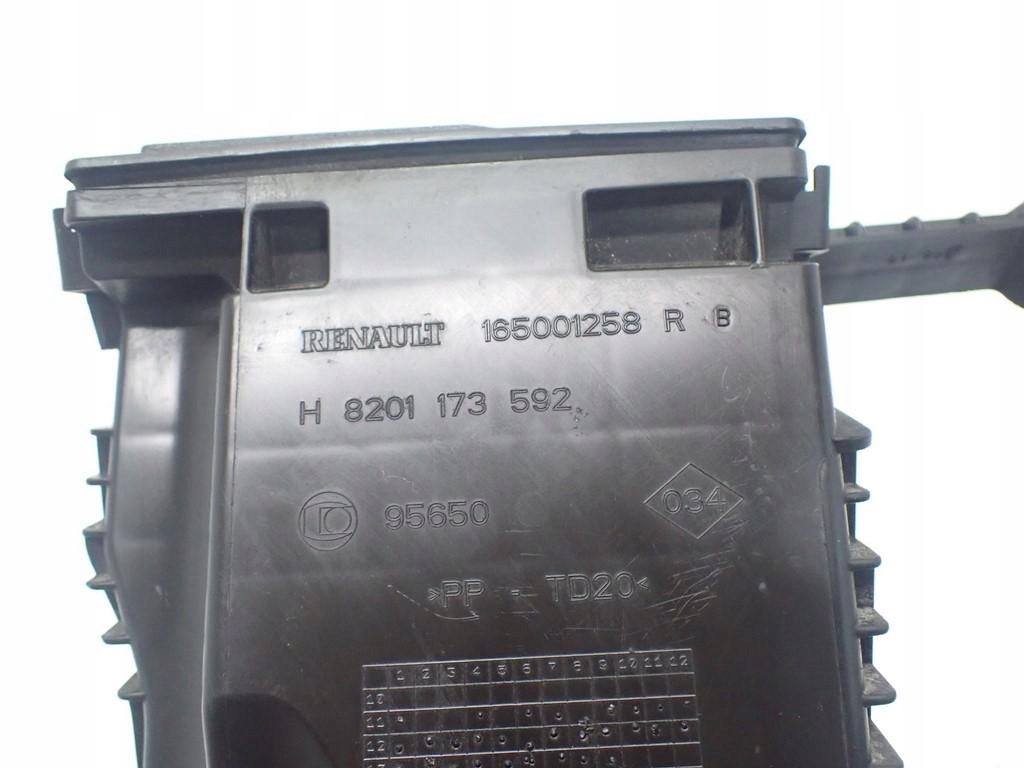 RENAULT 165001258 R B
H 8201 173 592
95650 034
>PP - TD20<
1 2 3 4 5 6 7 8 9 10 11 12
10
11
12